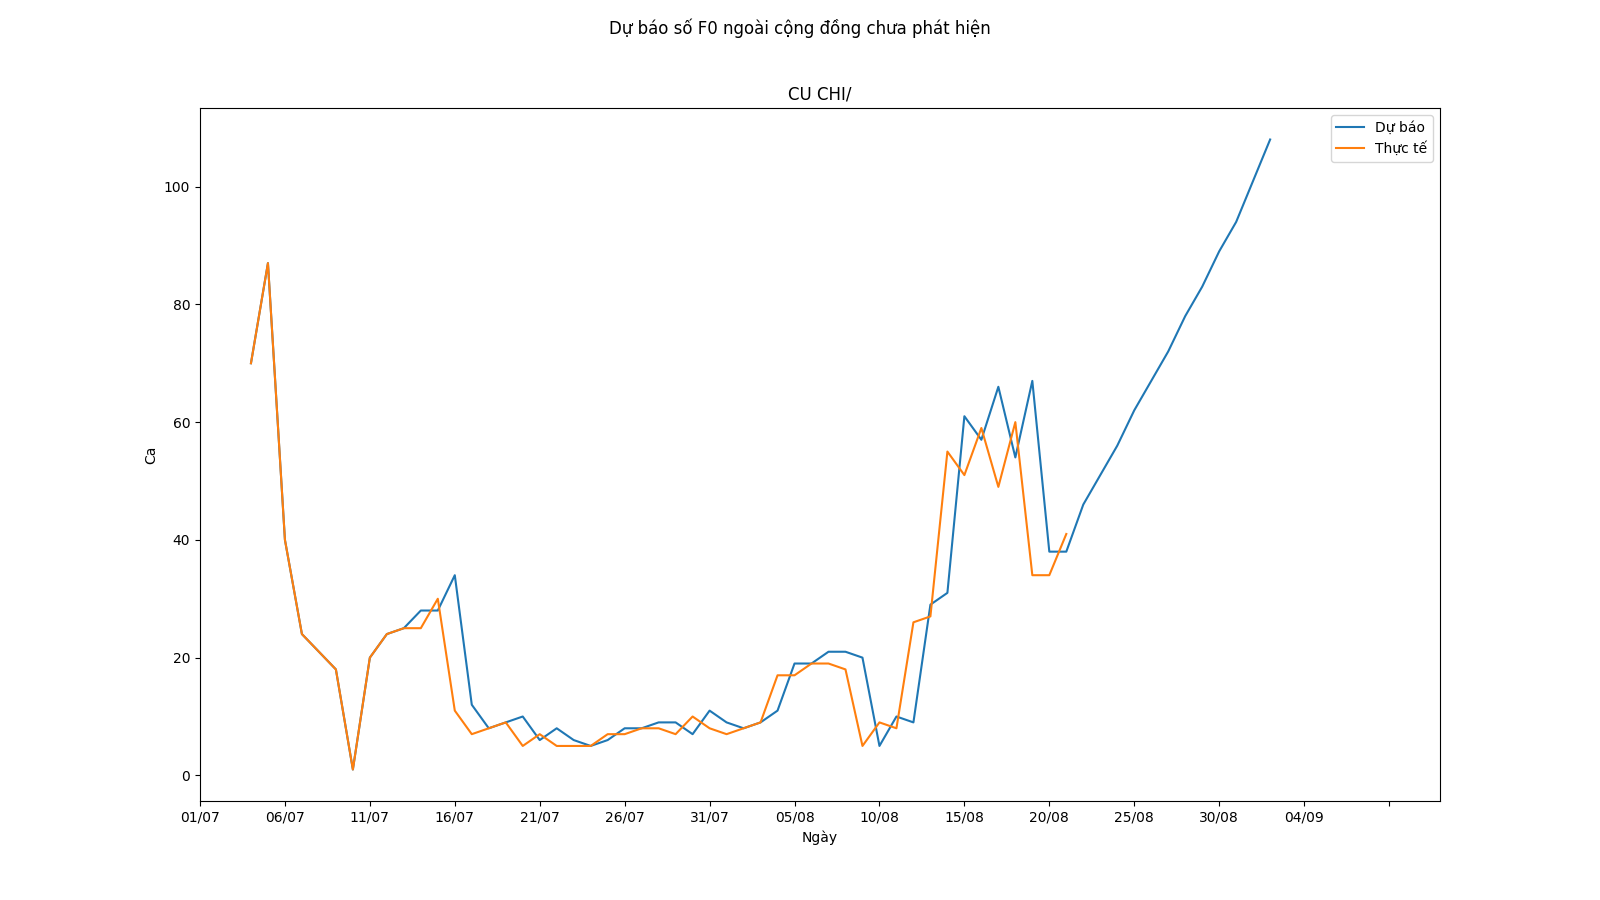 Dự báo số F0 ngoài cộng đồng chưa phát hiện
CU CHI/
Dự báo
Thực tế
100
80
60
40
20
0
Ca
01/07 06/07 11/07 16/07 21/07 26/07 31/07 05/08 10/08 15/08 20/08 25/08 30/08 04/09
Ngày